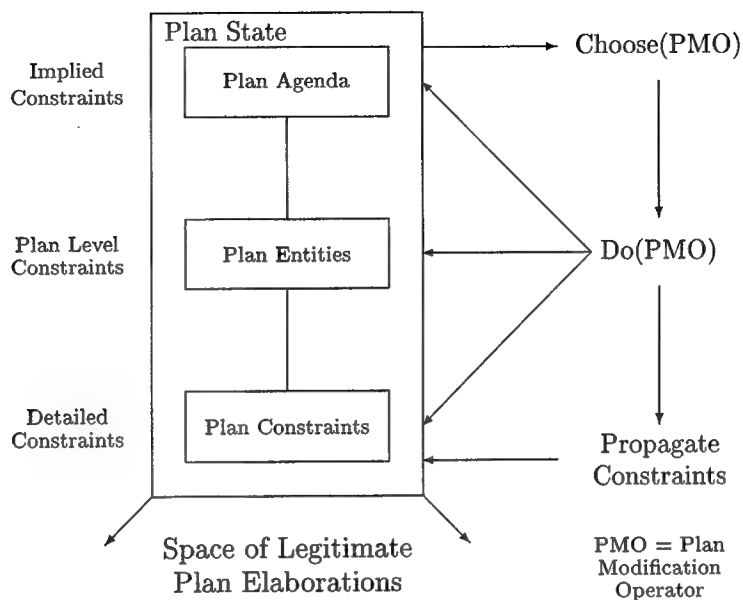 Plan State
Choose(PMO)
Implied
Constraints
Plan Agenda
Plan Level
Constraints
Plan Entities
Do(PMO)
Detailed
Constraints
Plan Constraints
Propagate
Constraints
Space of Legitimate
Plan Elaborations
PMO = Plan
Modification
Operator